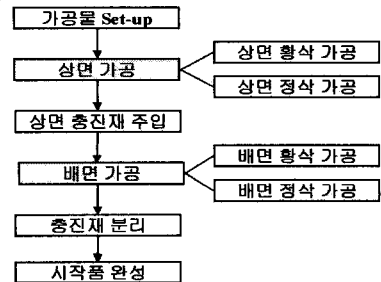 가공물 Set-up
상면 가공
상면 황삭 가공
상면 정삭 가공
상면 충진재 주입
배면 가공
배면 황삭 가공
배면 정삭 가공
충진재 분리
시작품 완성